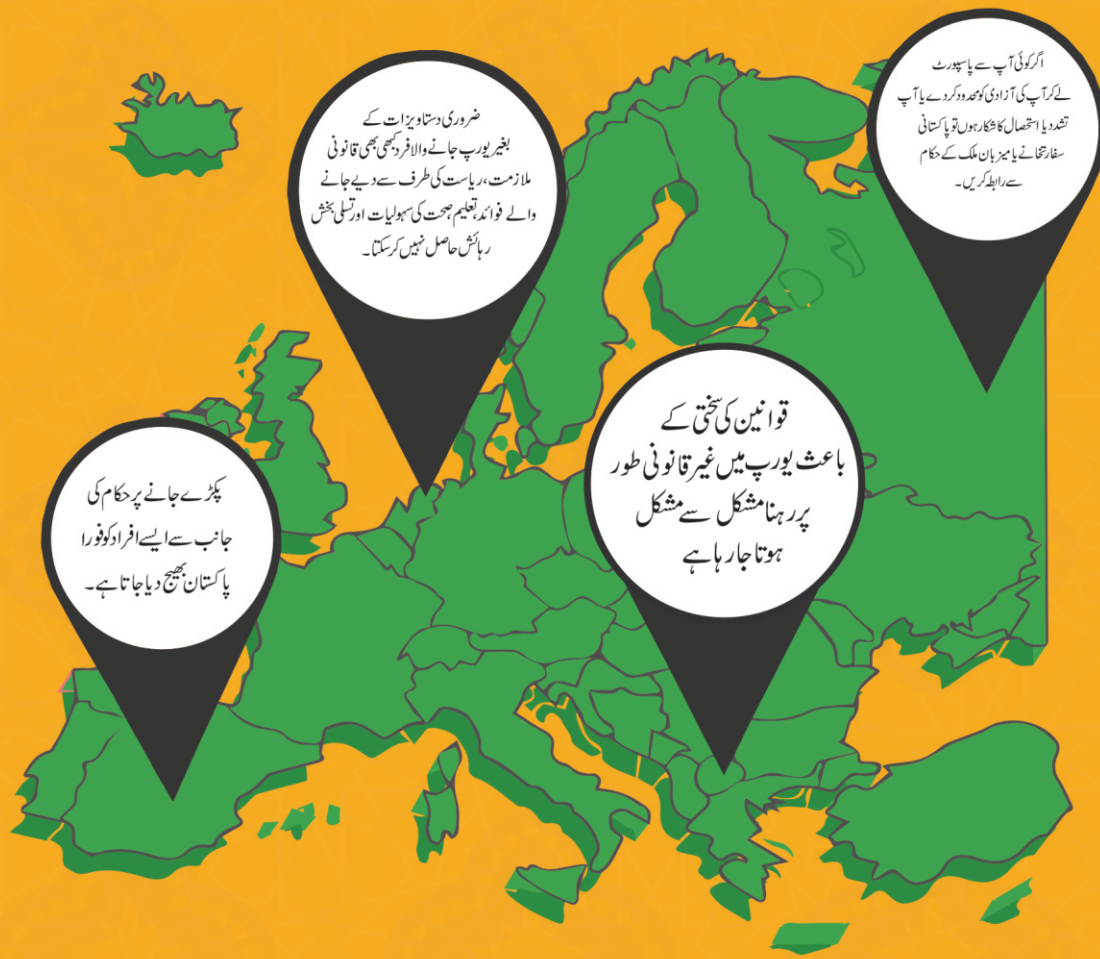 اگر کوئی آپ سے پاسپورٹ
لے کر آپ کی آزادی کو محدود کر دے یا آپ
تشدد یا استحصال کا شکار ہوں تو پاکستانی
سفارتخانے یا میزبان ملک کے حکام
سے رابطہ کریں۔
ضروری دستاویزات کے
بغیر یورپ جانے والا فرد کبھی بھی قانونی
ملازمت، ریاست کی طرف سے دیے جانے
والے فوائد، تعلیم، صحت کی سہولیات اور تسلی بخش
رہائش حاصل نہیں کر سکتا۔
قوانین کی سختی کے
باعث یورپ میں غیر قانونی طور
پر رہنا مشکل سے مشکل
ہوتا جا رہا ہے
پکڑے جانے پر حکام کی
جانب سے ایسے افراد کو فورا
پاکستان بھیج دیا جاتا ہے۔